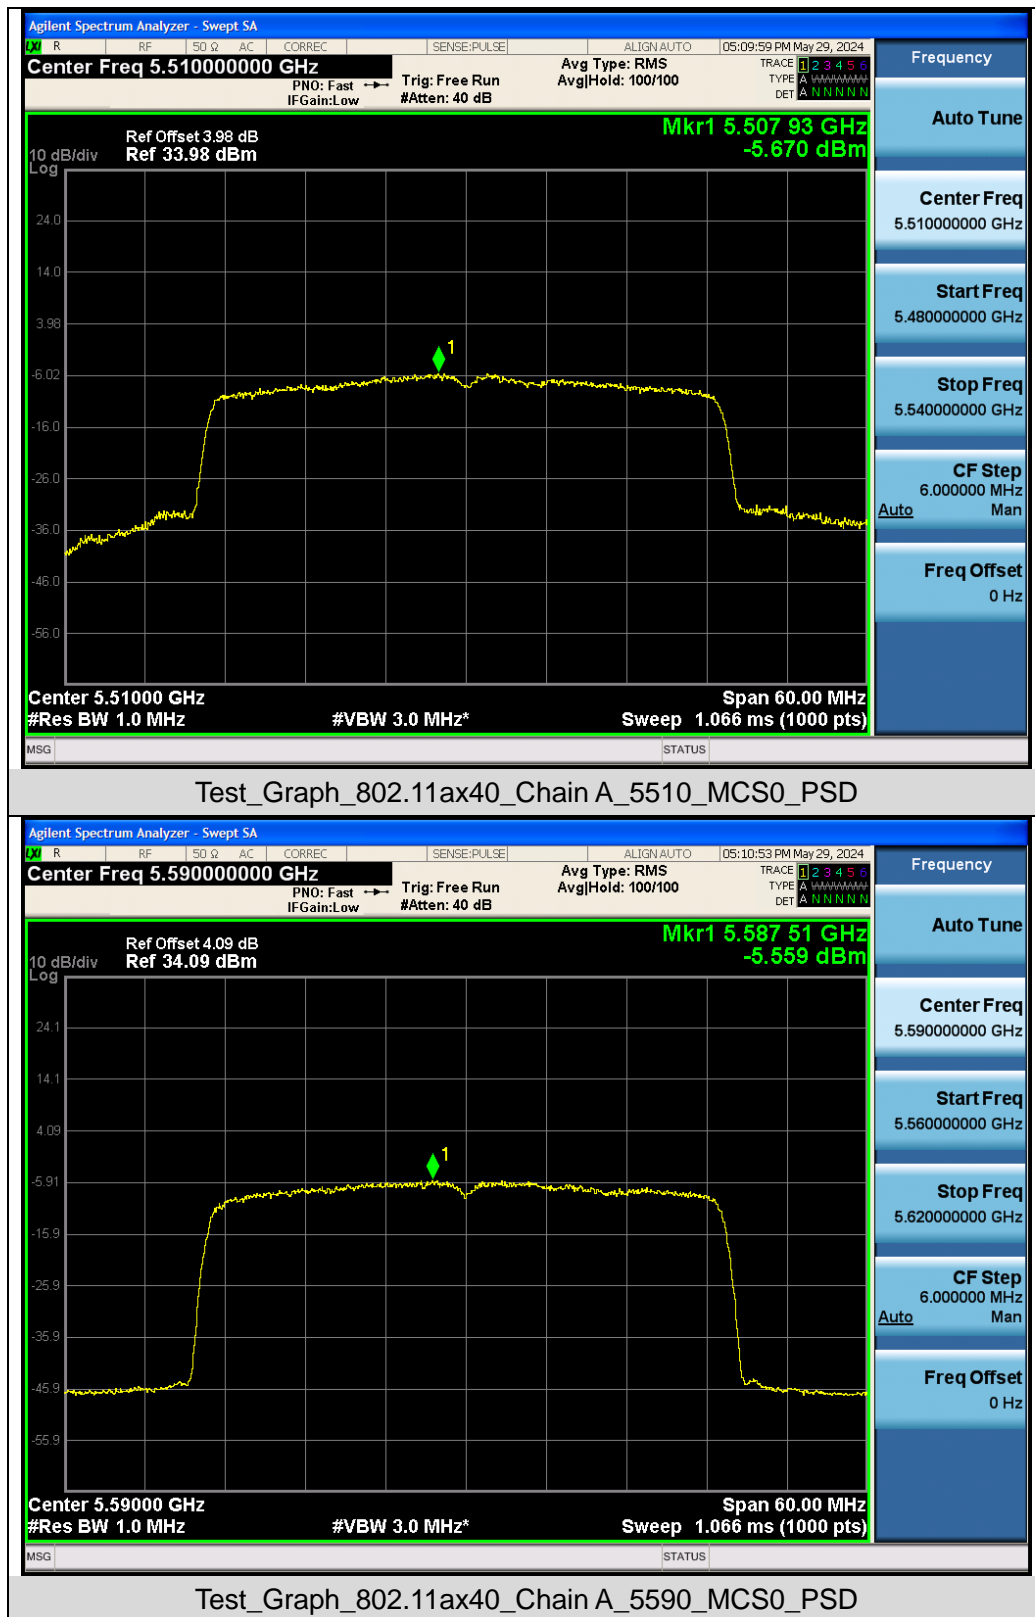 Agilent Spectrum Analyzer - Swept SA
LXI R RF 50 Ω AC CORREC SENSE:PULSE ALIGN AUTO 05:09:59 PM May 29, 2024
Center Freq 5.510000000 GHz
PNO: Fast
IFGain:Low
Trig: Free Run
#Atten: 40 dB
Avg Type: RMS
Avg|Hold: 100/100
TRACE 1 2 3 4 5 6
TYPE A WWWWW
DET A N N N N N
Ref Offset 3.98 dB
10 dB/div Ref 33.98 dBm
Log
Mkr1 5.507 93 GHz
-5.670 dBm
24.0
14.0
3.98
-6.02
-16.0
-26.0
-36.0
-46.0
-56.0
1
Center 5.51000 GHz Span 60.00 MHz
#Res BW 1.0 MHz #VBW 3.0 MHz* Sweep 1.066 ms (1000 pts)
MSG STATUS
Frequency
Auto Tune
Center Freq
5.510000000 GHz
Start Freq
5.480000000 GHz
Stop Freq
5.540000000 GHz
CF Step
6.000000 MHz
Auto Man
Freq Offset
0 Hz
Test_Graph_802.11ax40_Chain A_5510_MCS0_PSD
Agilent Spectrum Analyzer - Swept SA
LXI R RF 50 Ω AC CORREC SENSE:PULSE ALIGN AUTO 05:10:53 PM May 29, 2024
Center Freq 5.590000000 GHz
PNO: Fast
IFGain:Low
Trig: Free Run
#Atten: 40 dB
Avg Type: RMS
Avg|Hold: 100/100
TRACE 1 2 3 4 5 6
TYPE A WWWWW
DET A N N N N N
Ref Offset 4.09 dB
10 dB/div Ref 34.09 dBm
Log
Mkr1 5.587 51 GHz
-5.559 dBm
24.1
14.1
4.09
-5.91
-15.9
-25.9
-35.9
-45.9
-55.9
1
Center 5.59000 GHz Span 60.00 MHz
#Res BW 1.0 MHz #VBW 3.0 MHz* Sweep 1.066 ms (1000 pts)
MSG STATUS
Frequency
Auto Tune
Center Freq
5.590000000 GHz
Start Freq
5.560000000 GHz
Stop Freq
5.620000000 GHz
CF Step
6.000000 MHz
Auto Man
Freq Offset
0 Hz
Test_Graph_802.11ax40_Chain A_5590_MCS0_PSD